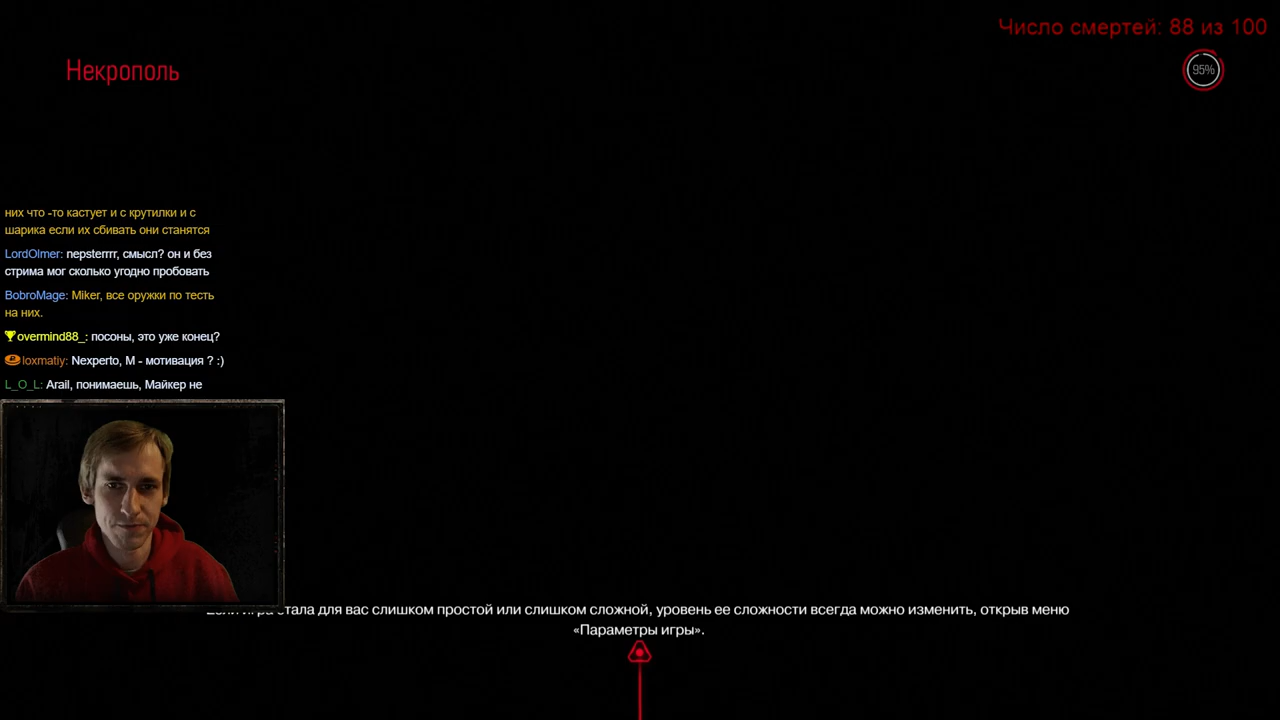 Число смертей: 88 из 100
Некрополь
95%
них что -то кастует и с крутилки и с
шарика если их сбивать они станятся
LordOlmer: nepsterrrr, смысл? он и без
стрима мог сколько угодно пробовать
BobroMage: Miker, все оружки по тесть
на них.
overmind88_: посоны, это уже конец?
loxmatiy: Nexperto, М - мотивация ? :)
L_O_L: Arail, понимаешь, Майкер не
Если игра стала для вас слишком простой или слишком сложной, уровень ее сложности всегда можно изменить, открыв меню
«Параметры игры».